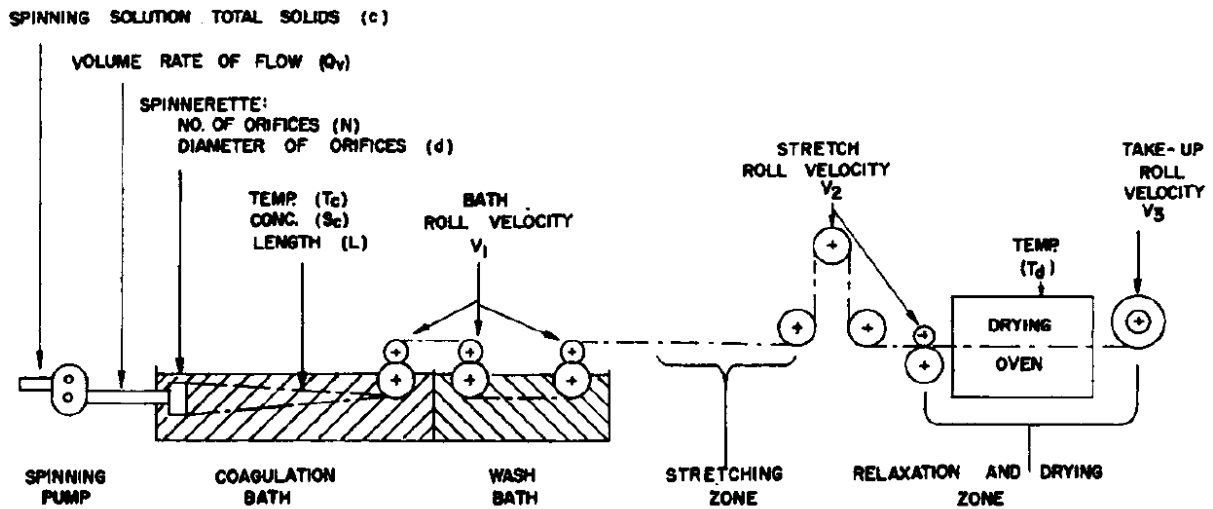 SPINNING SOLUTION TOTAL SOLIDS (c)
VOLUME RATE OF FLOW (Qv)
SPINNERETTE:
NO. OF ORIFICES (N)
DIAMETER OF ORIFICES (d)
TEMP. (Tc)
CONC. (Sc)
LENGTH (L)
BATH
ROLL VELOCITY
V1
STRETCH
ROLL VELOCITY
V2
TAKE-UP
ROLL
VELOCITY
V3
TEMP.
(Td)
DRYING
OVEN
SPINNING
PUMP
COAGULATION
BATH
WASH
BATH
STRETCHING
ZONE
RELAXATION AND DRYING
ZONE